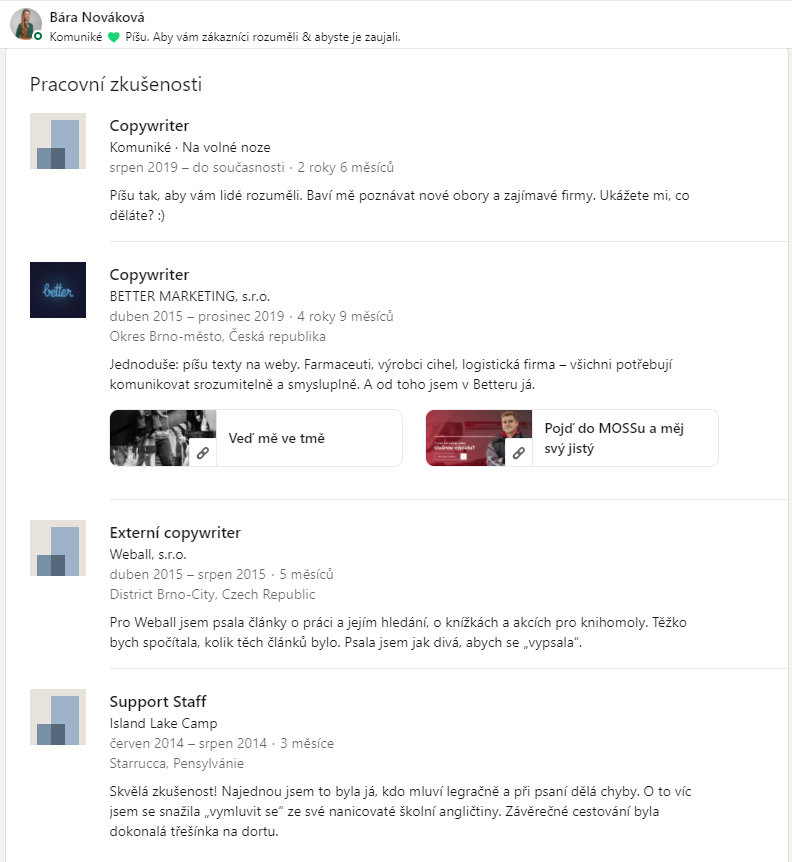 Bára Nováková
Komuniké 💚 Píšu. Aby vám zákazníci rozuměli & abyste je zaujali.
Pracovní zkušenosti
Copywriter
Komuniké · Na volné noze
srpen 2019 – do současnosti · 2 roky 6 měsíců
Píšu tak, aby vám lidé rozuměli. Baví mě poznávat nové obory a zajímavé firmy. Ukážete mi, co
děláte? :)
better
Copywriter
BETTER MARKETING, s.r.o.
duben 2015 – prosinec 2019 · 4 roky 9 měsíců
Okres Brno-město, Česká republika
Jednoduše: píšu texty na weby. Farmaceuti, výrobci cihel, logistická firma – všichni potřebují
komunikovat srozumitelně a smysluplně. A od toho jsem v Betteru já.
Veď mě ve tmě
Pojď do MOSSu a měj
svý jistý
Externí copywriter
Weball, s.r.o.
duben 2015 – srpen 2015 · 5 měsíců
District Brno-City, Czech Republic
Pro Weball jsem psala články o práci a jejím hledání, o knížkách a akcích pro knihomoly. Těžko
bych spočítala, kolik těch článků bylo. Psala jsem jak divá, abych se „vypsala“.
Support Staff
Island Lake Camp
červen 2014 – srpen 2014 · 3 měsíce
Starrucca, Pensylvánie
Skvělá zkušenost! Najednou jsem to byla já, kdo mluví legračně a při psaní dělá chyby. O to víc
jsem se snažila „vymluvit se“ ze své nanicovaté školní angličtiny. Závěrečné cestování byla
dokonalá třešínka na dortu.